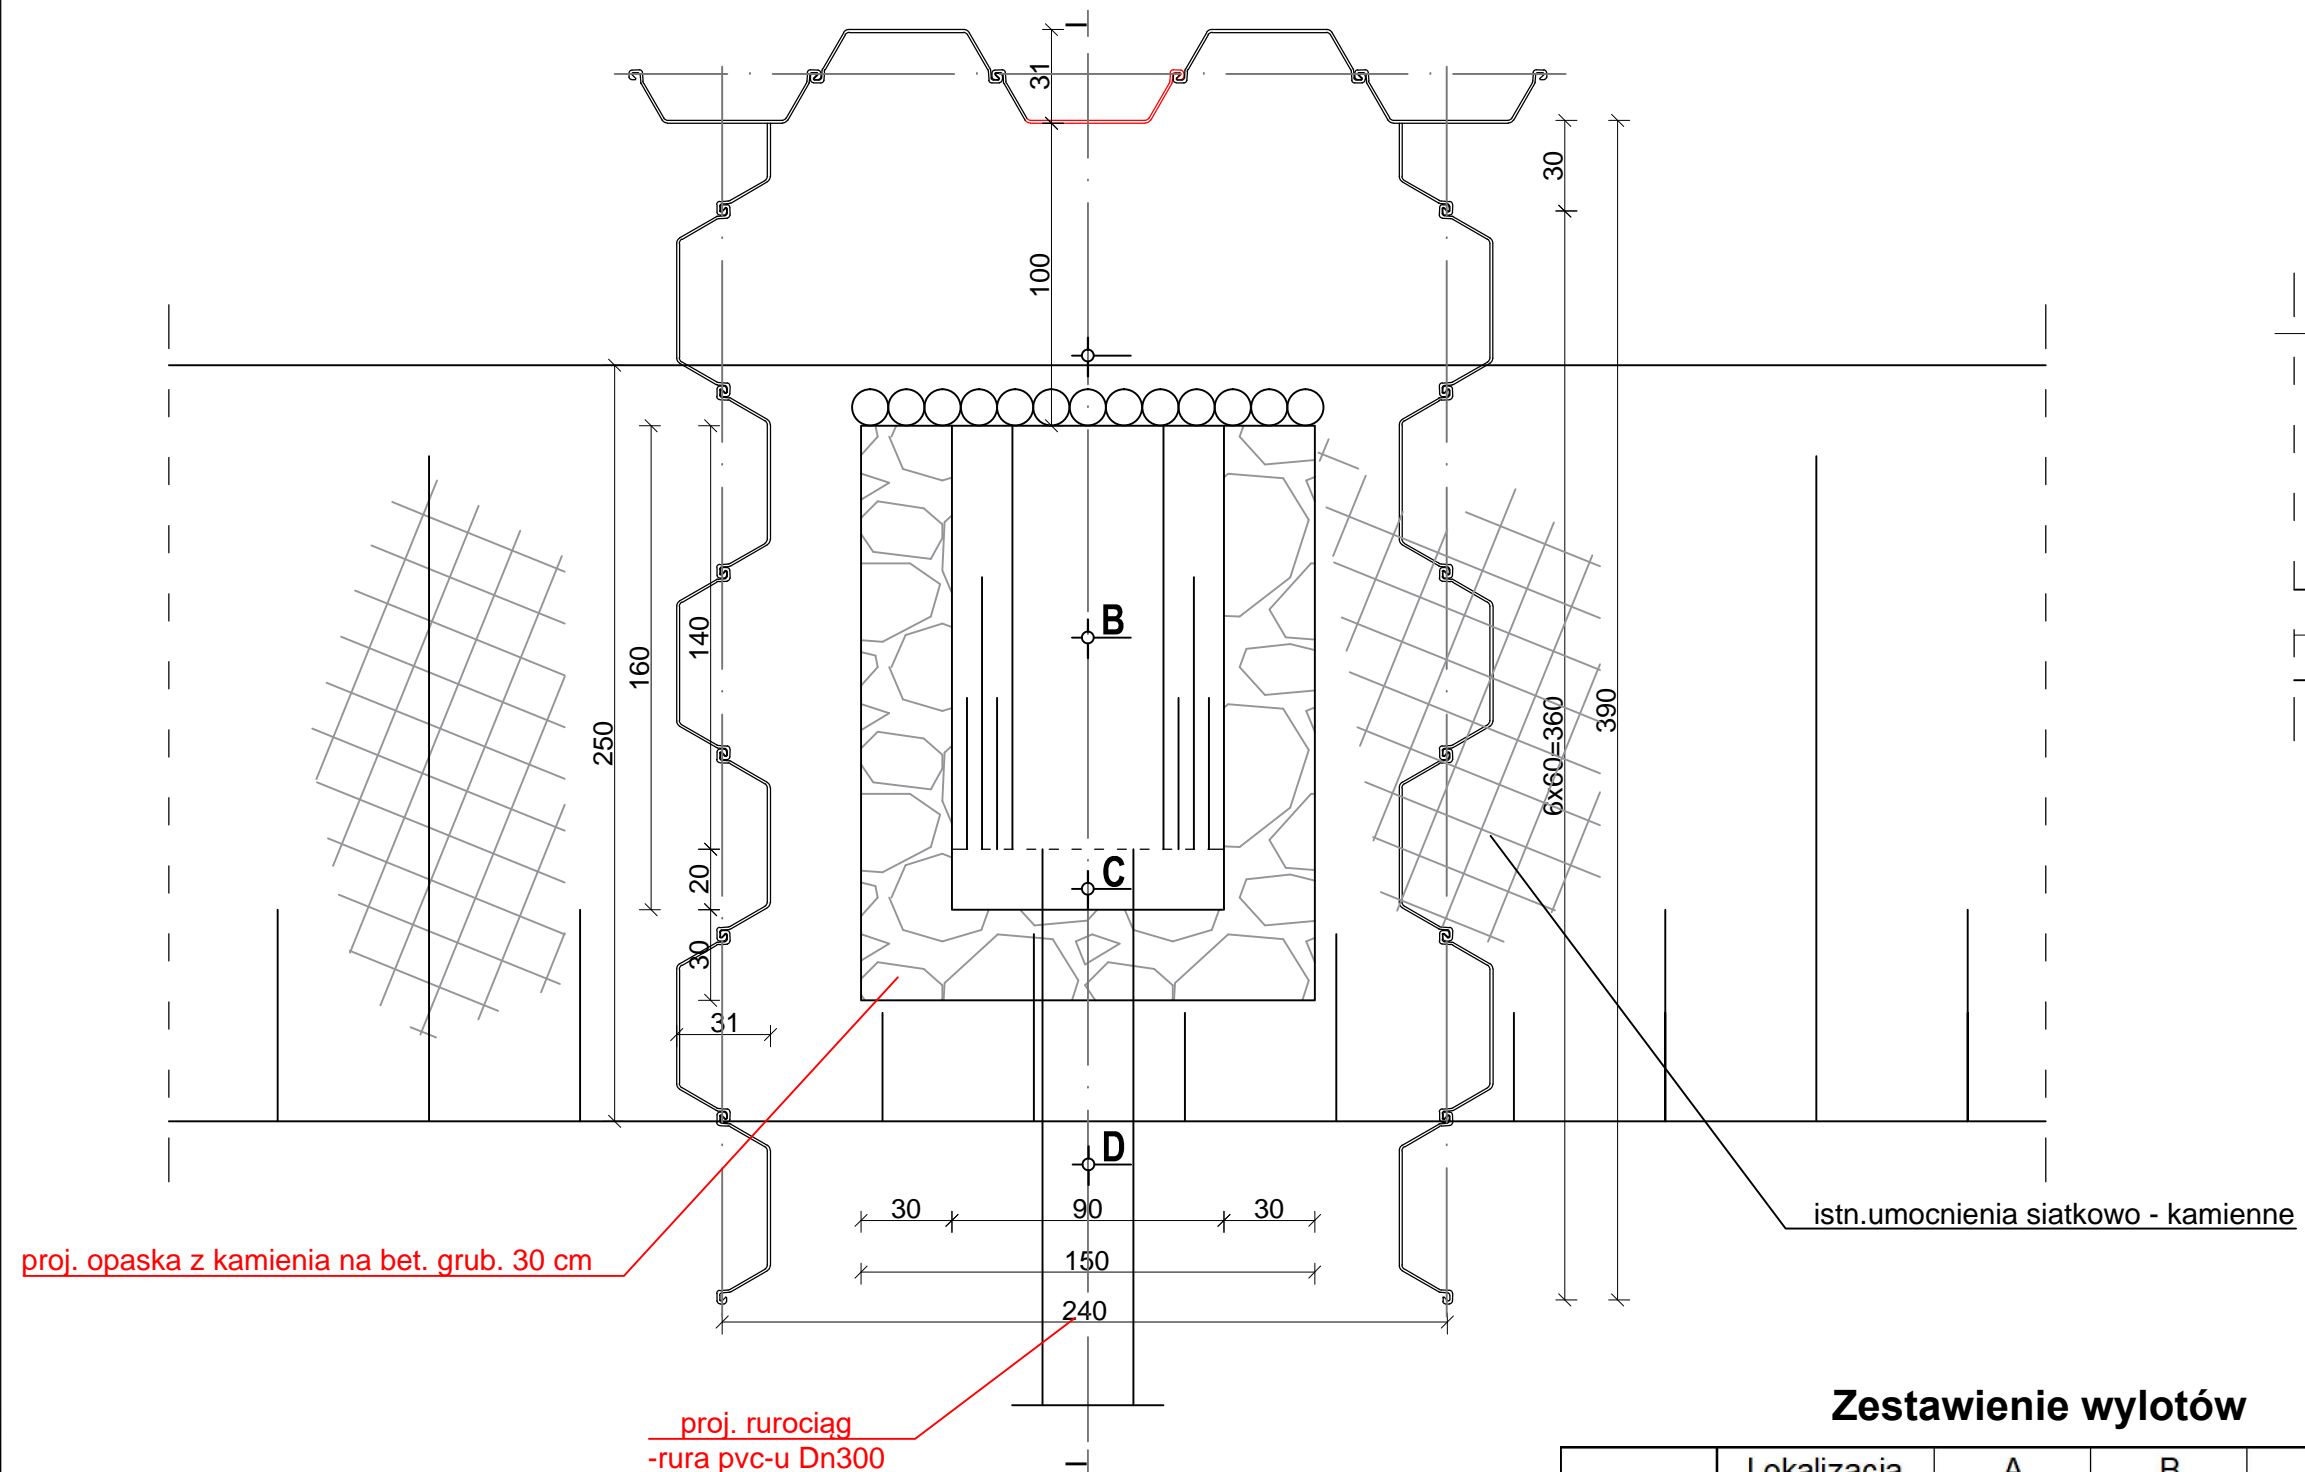 I
31
30
100
B
140
160
6x60=360
390
250
20
C
30
31
D
30
90
30
istn.umocnienia siatkowo - kamienne
proj. opaska z kamienia na bet. grub. 30 cm
150
240
Zestawienie wylotów
proj. rurociąg
-rura pvc-u Dn300
I
Lokalizacja A B